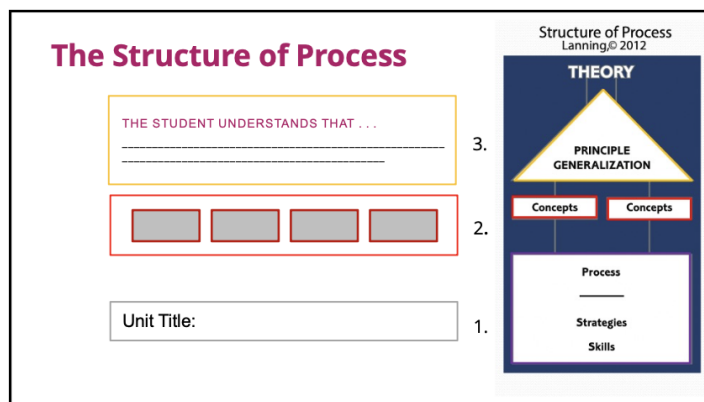 The Structure of Process
THE STUDENT UNDERSTANDS THAT . . .
3.
2.
Unit Title:
1.
Structure of Process
Lanning,© 2012
THEORY
PRINCIPLE
GENERALIZATION
Concepts
Concepts
Process
Strategies
Skills